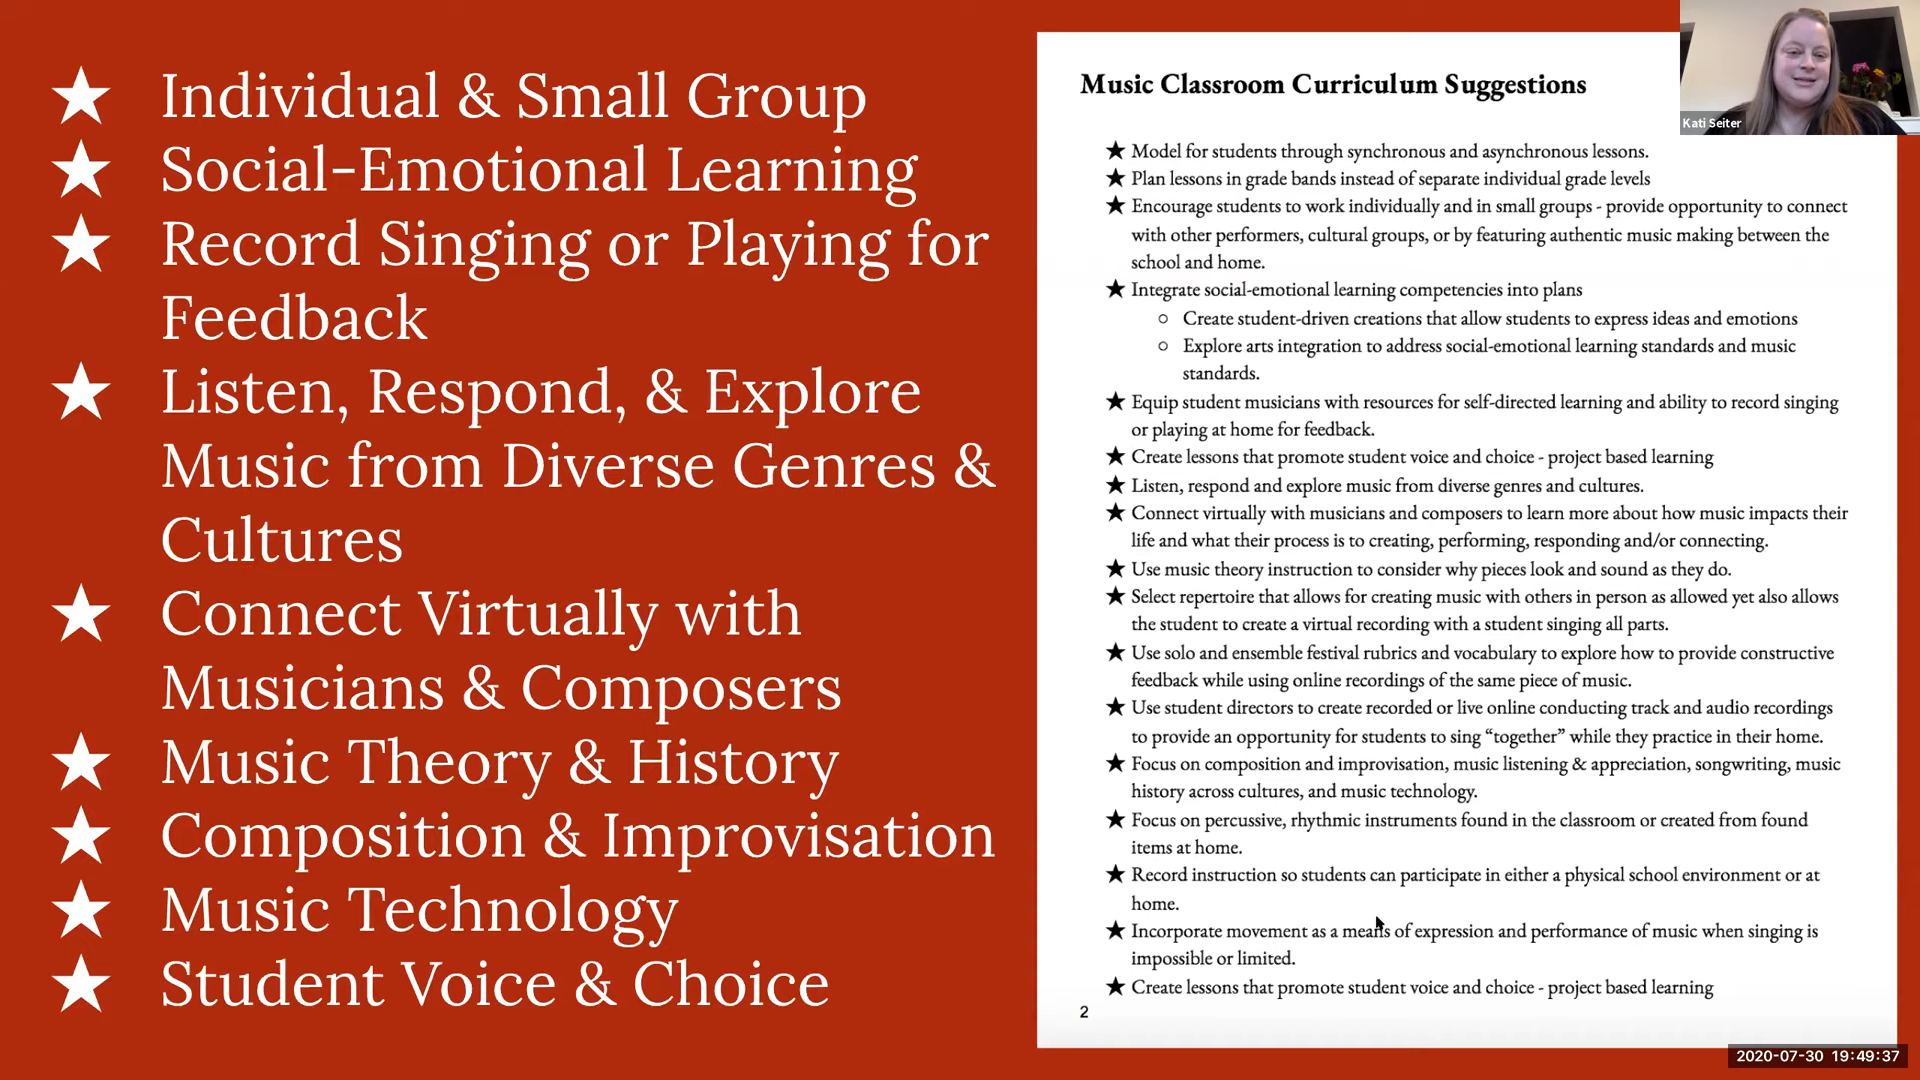 ★ Individual & Small Group
★ Social-Emotional Learning
★ Record Singing or Playing for
Feedback
★ Listen, Respond, & Explore
Music from Diverse Genres &
Cultures
★ Connect Virtually with
Musicians & Composers
★ Music Theory & History
★ Composition & Improvisation
★ Music Technology
★ Student Voice & Choice
Music Classroom Curriculum Suggestions
★ Model for students through synchronous and asynchronous lessons.
★ Plan lessons in grade bands instead of separate individual grade levels
★ Encourage students to work individually and in small groups - provide opportunity to connect
with other performers, cultural groups, or by featuring authentic music making between the
school and home.
★ Integrate social-emotional learning competencies into plans
○ Create student-driven creations that allow students to express ideas and emotions
○ Explore arts integration to address social-emotional learning standards and music
standards.
★ Equip student musicians with resources for self-directed learning and ability to record singing
or playing at home for feedback.
★ Create lessons that promote student voice and choice - project based learning
★ Listen, respond and explore music from diverse genres and cultures.
★ Connect virtually with musicians and composers to learn more about how music impacts their
life and what their process is to creating, performing, responding and/or connecting.
★ Use music theory instruction to consider why pieces look and sound as they do.
★ Select repertoire that allows for creating music with others in person as allowed yet also allows
the student to create a virtual recording with a student singing all parts.
★ Use solo and ensemble festival rubrics and vocabulary to explore how to provide constructive
feedback while using online recordings of the same piece of music.
★ Use student directors to create recorded or live online conducting track and audio recordings
to provide an opportunity for students to sing “together” while they practice in their home.
★ Focus on composition and improvisation, music listening & appreciation, songwriting, music
history across cultures, and music technology.
★ Focus on percussive, rhythmic instruments found in the classroom or created from found
items at home.
★ Record instruction so students can participate in either a physical school environment or at
home.
★ Incorporate movement as a means of expression and performance of music when singing is
impossible or limited.
★ Create lessons that promote student voice and choice - project based learning
2
Kati Seiter
2020-07-30 19:49:37